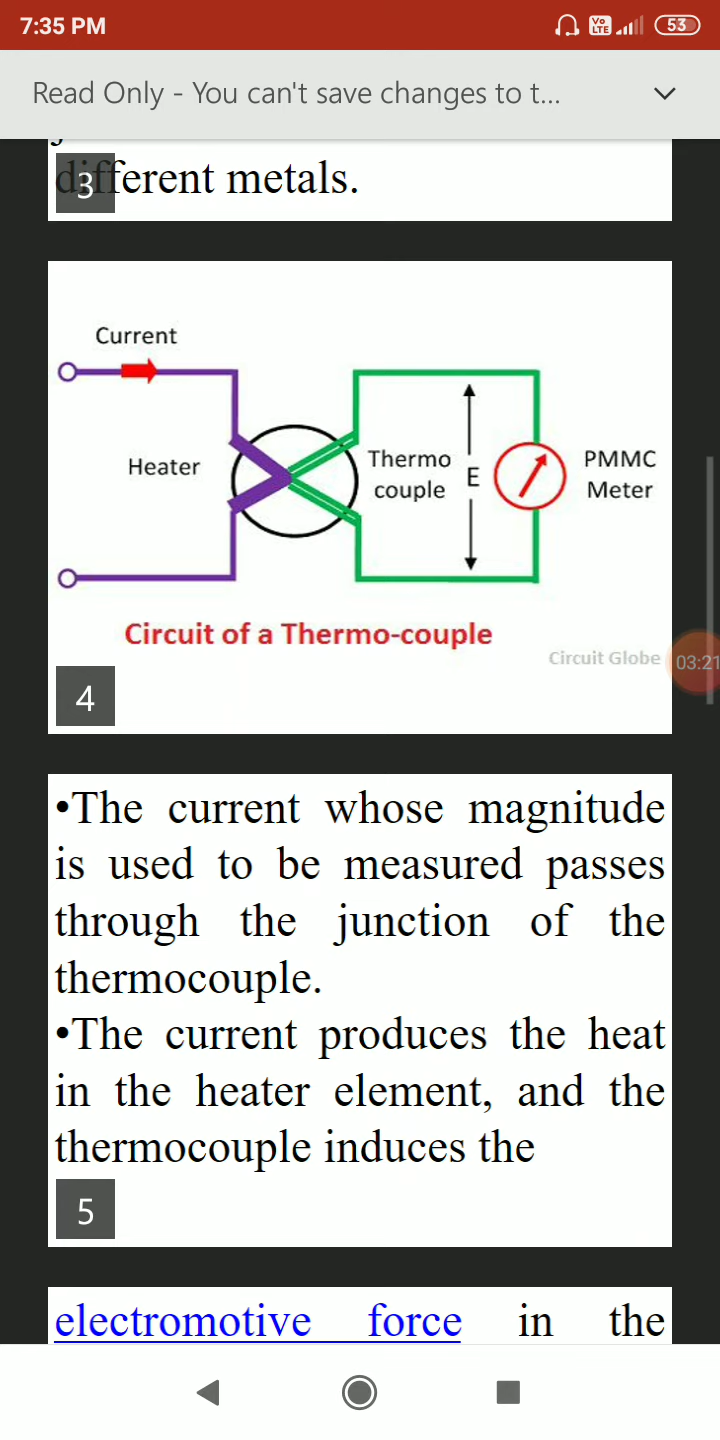 7:35 PM
Vo LTE
53
Read Only - You can't save changes to t...
different metals.
3
Current
Heater
Thermo
couple
E
PMMC
Meter
Circuit of a Thermo-couple
Circuit Globe
03:21
4
•The current whose magnitude
is used to be measured passes
through the junction of the
thermocouple.
•The current produces the heat
in the heater element, and the
thermocouple induces the
5
electromotive force in the